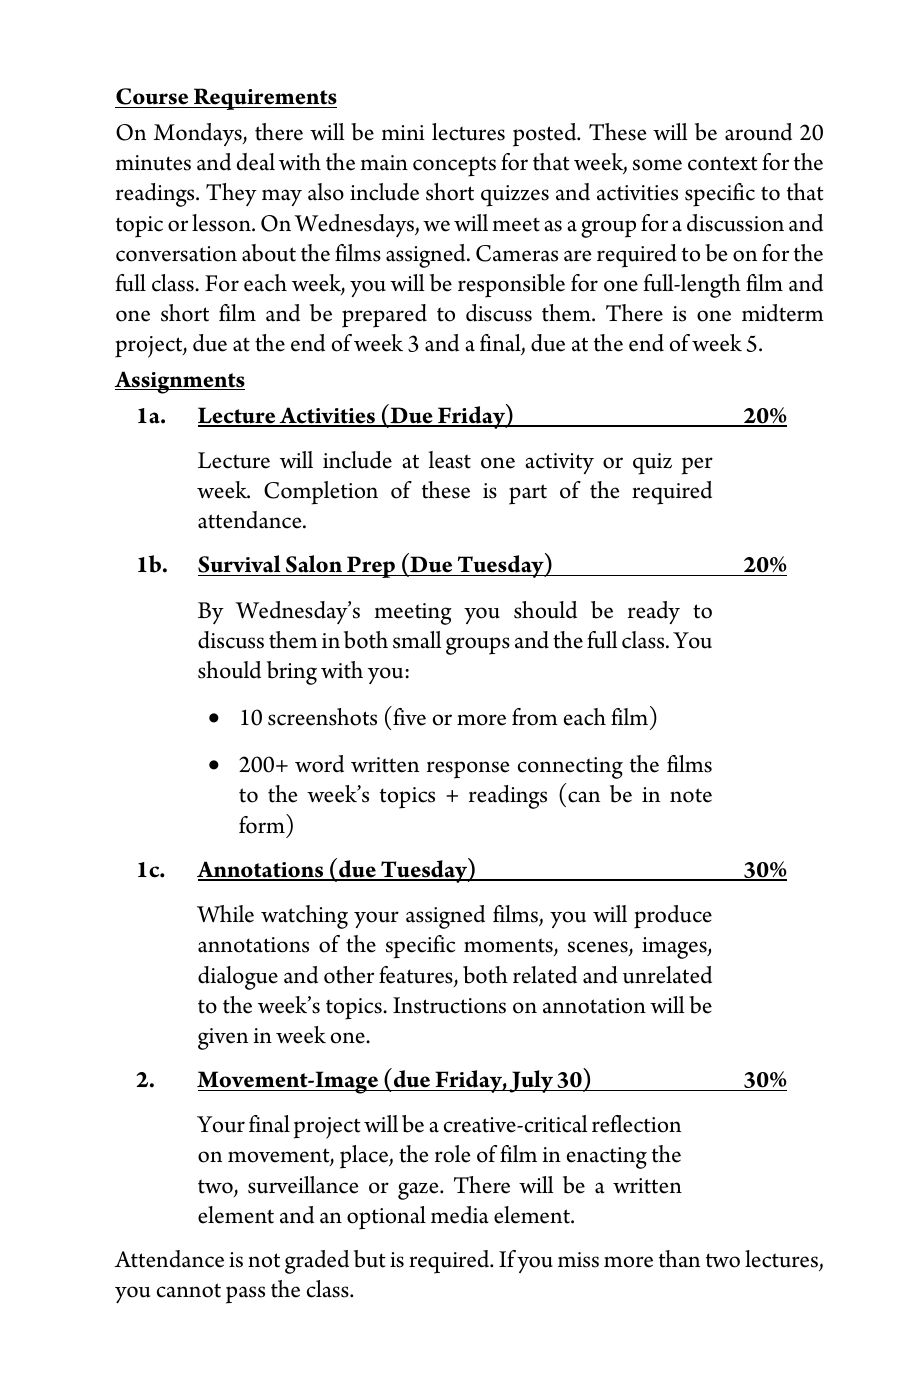 Course Requirements
On Mondays, there will be mini lectures posted. These will be around 20
minutes and deal with the main concepts for that week, some context for the
readings. They may also include short quizzes and activities specific to that
topic or lesson. On Wednesdays, we will meet as a group for a discussion and
conversation about the films assigned. Cameras are required to be on for the
full class. For each week, you will be responsible for one full-length film and
one short film and be prepared to discuss them. There is one midterm
project, due at the end of week 3 and a final, due at the end of week 5.
Assignments
1a. Lecture Activities (Due Friday) 20%
Lecture will include at least one activity or quiz per
week. Completion of these is part of the required
attendance.
1b. Survival Salon Prep (Due Tuesday) 20%
By Wednesday’s meeting you should be ready to
discuss them in both small groups and the full class. You
should bring with you:
• 10 screenshots (five or more from each film)
• 200+ word written response connecting the films
to the week’s topics + readings (can be in note
form)
1c. Annotations (due Tuesday) 30%
While watching your assigned films, you will produce
annotations of the specific moments, scenes, images,
dialogue and other features, both related and unrelated
to the week’s topics. Instructions on annotation will be
given in week one.
2. Movement-Image (due Friday, July 30) 30%
Your final project will be a creative-critical reflection
on movement, place, the role of film in enacting the
two, surveillance or gaze. There will be a written
element and an optional media element.
Attendance is not graded but is required. If you miss more than two lectures,
you cannot pass the class.